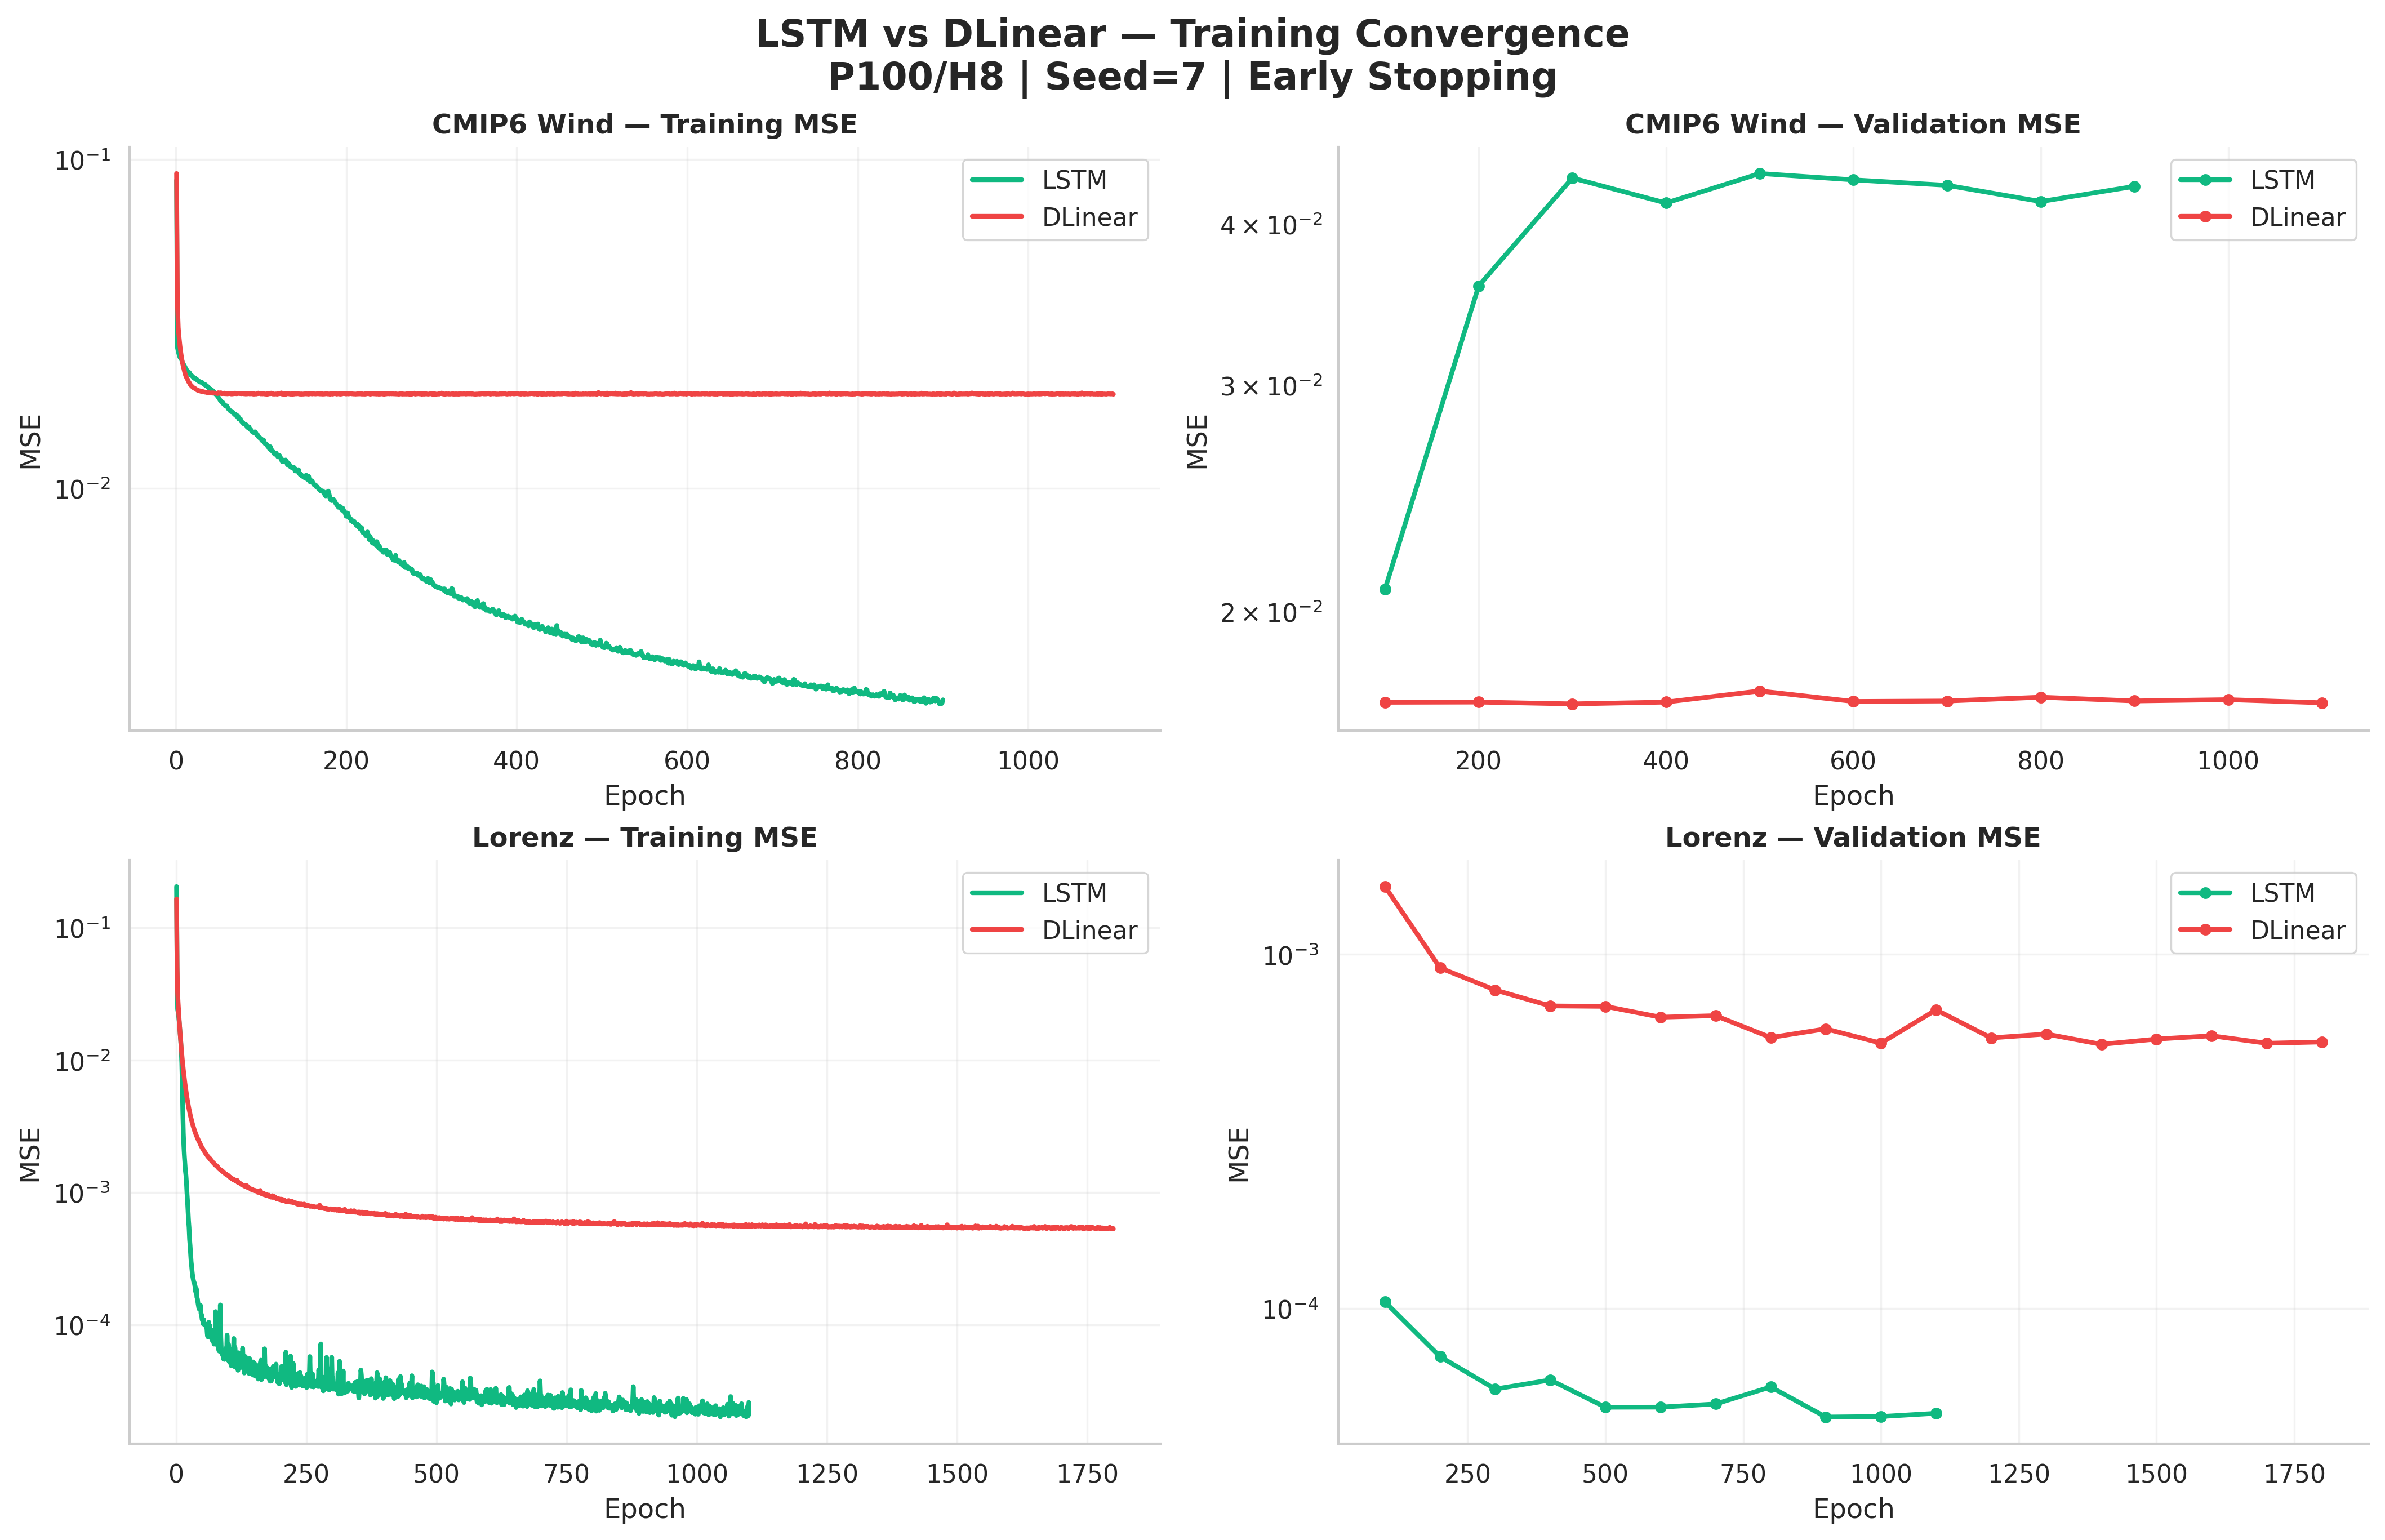 LSTM vs DLinear — Training Convergence
P100/H8 | Seed=7 | Early Stopping
CMIP6 Wind — Training MSE
10⁻¹
10⁻²
MSE
0 200 400 600 800 1000
Epoch
LSTM
DLinear
CMIP6 Wind — Validation MSE
4 × 10⁻²
3 × 10⁻²
2 × 10⁻²
MSE
200 400 600 800 1000
Epoch
LSTM
DLinear
Lorenz — Training MSE
10⁻¹
10⁻²
10⁻³
10⁻⁴
MSE
0 250 500 750 1000 1250 1500 1750
Epoch
LSTM
DLinear
Lorenz — Validation MSE
10⁻³
10⁻⁴
MSE
250 500 750 1000 1250 1500 1750
Epoch
LSTM
DLinear